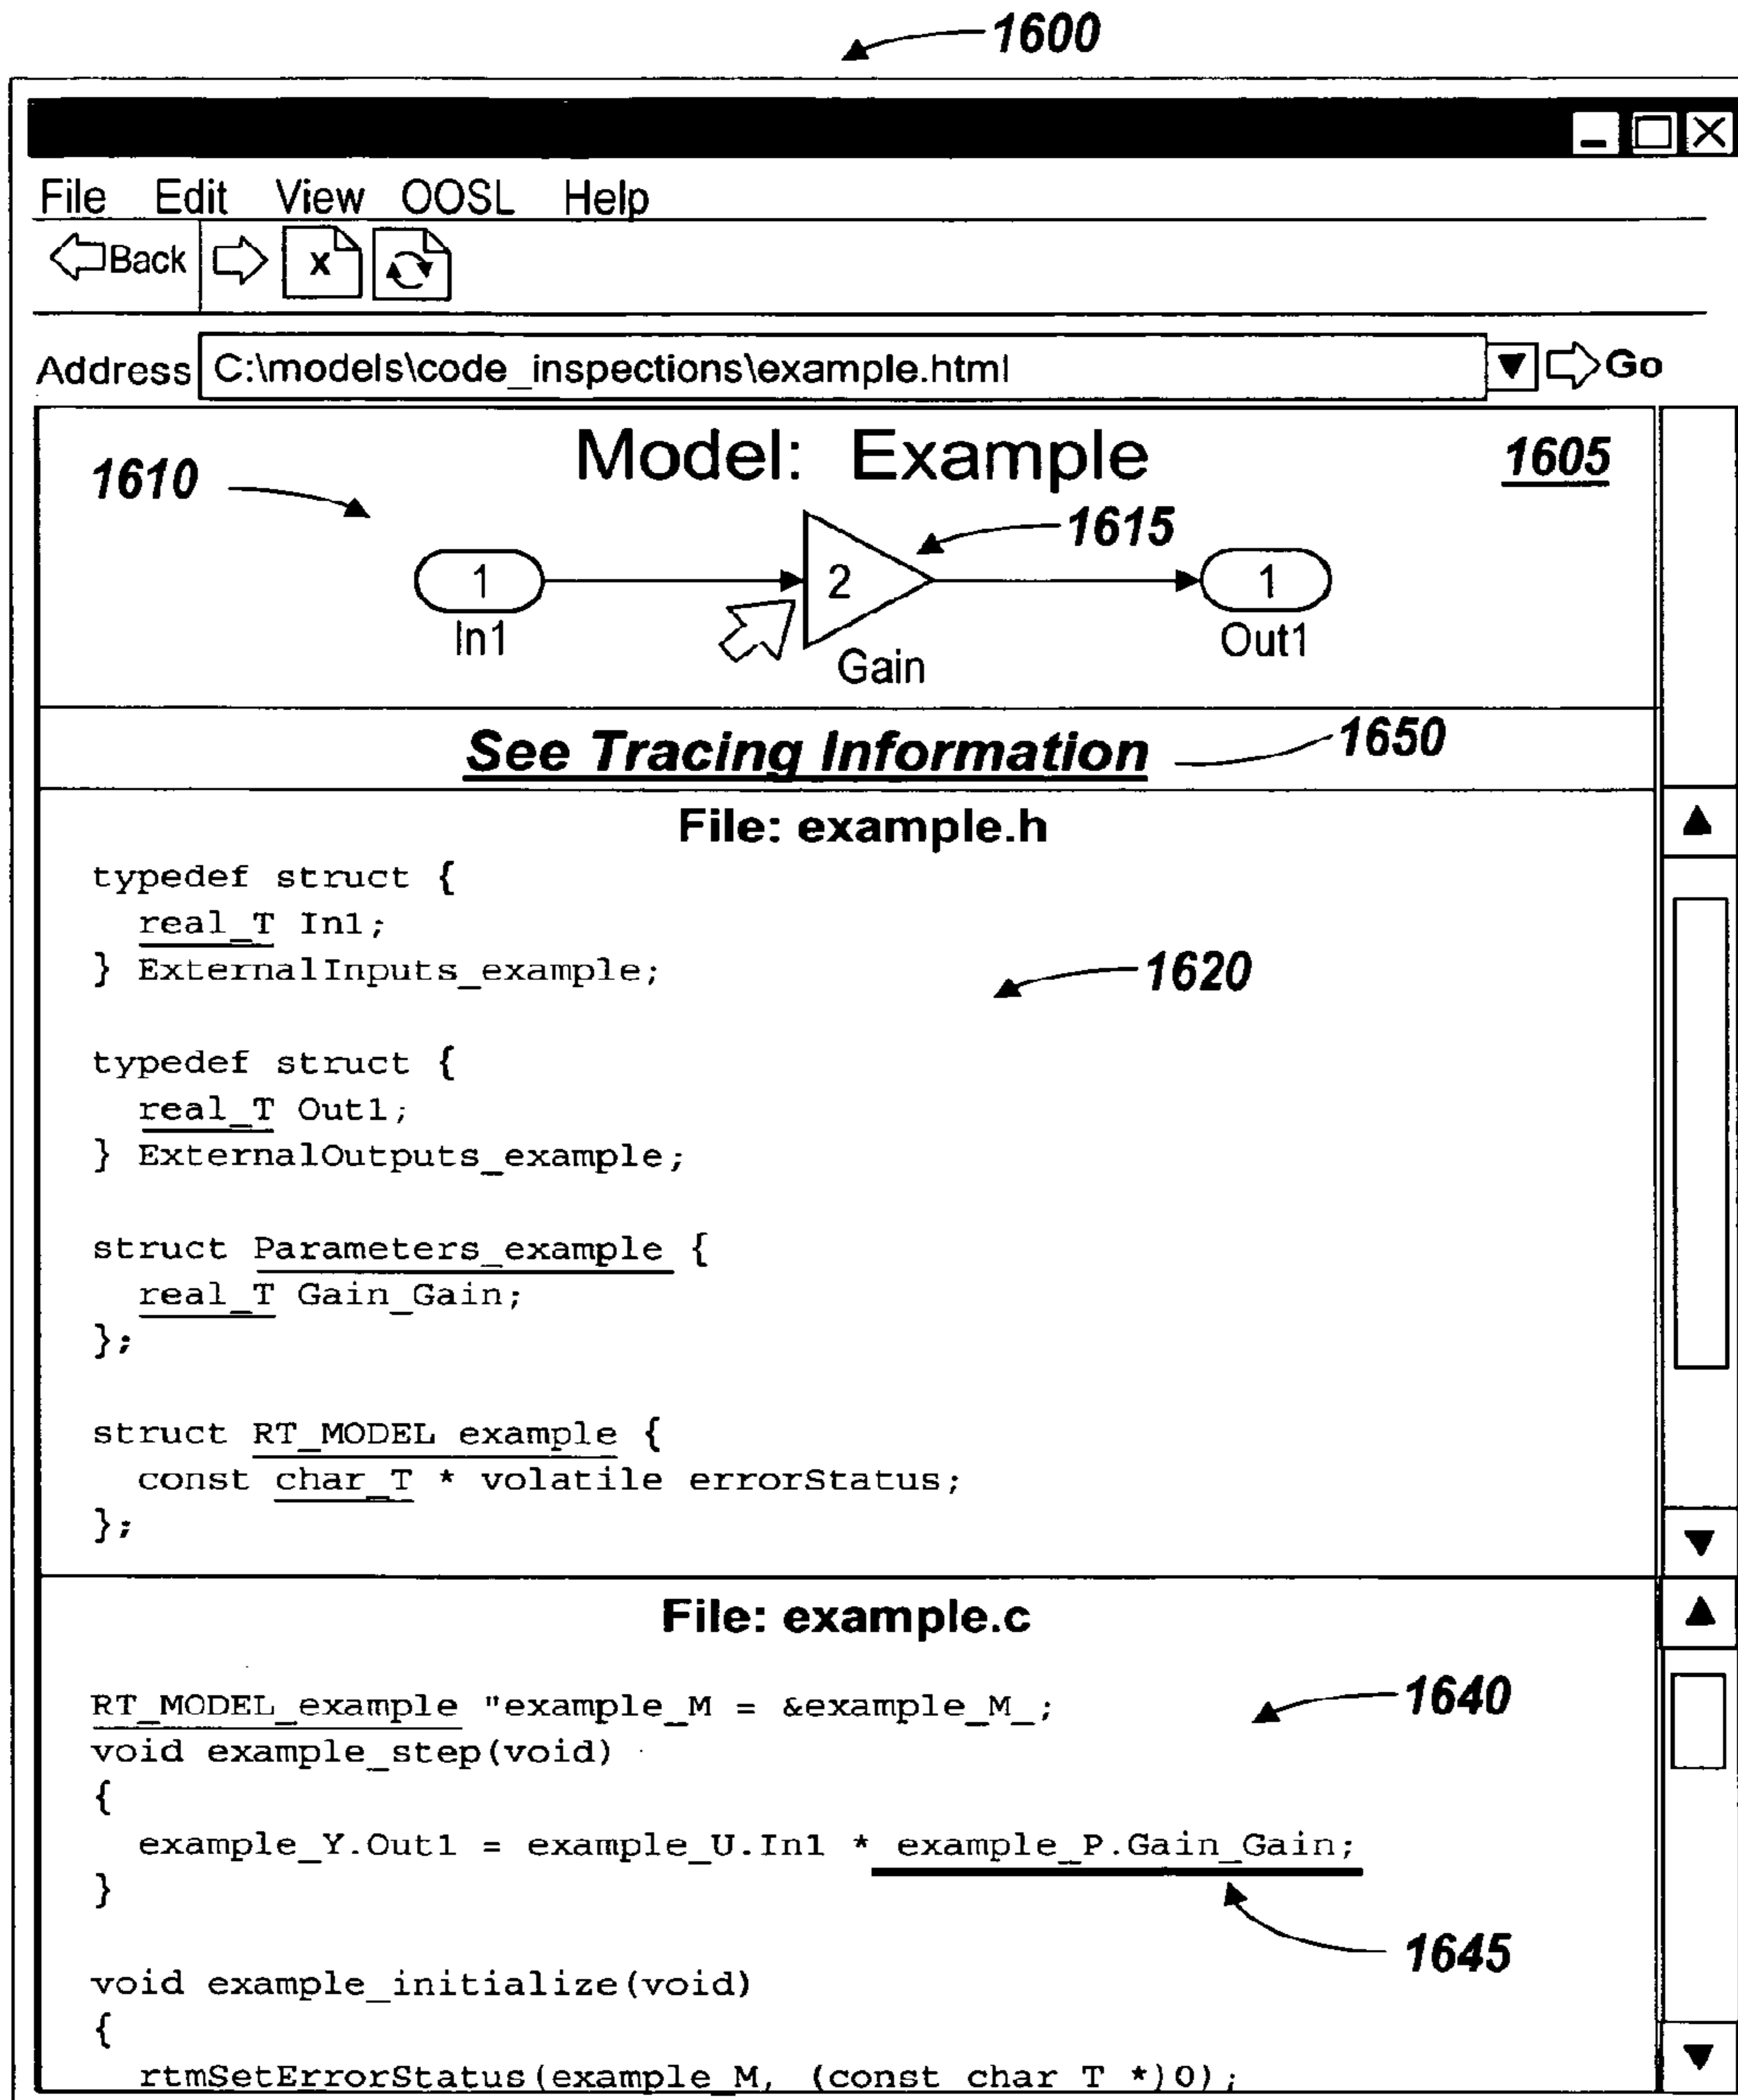 1600
File Edit View OOSL Help
Back x
Address C:\models\code_inspections\example.html Go
Model: Example 1605
1610
1615
1 2 1
In1 Gain Out1
See Tracing Information 1650
File: example.h
typedef struct {
real_T In1;
} ExternalInputs_example;
1620
typedef struct {
real_T Out1;
} ExternalOutputs_example;
struct Parameters_example {
real_T Gain_Gain;
};
struct RT_MODEL example {
const char_T * volatile errorStatus;
};
File: example.c
RT_MODEL_example "example_M = &example_M_; 1640
void example_step(void)
{
example_Y.Out1 = example_U.In1 * example_P.Gain_Gain;
}
1645
void example_initialize(void)
{
rtmSetErrorStatus(example_M, (const char T *)0);